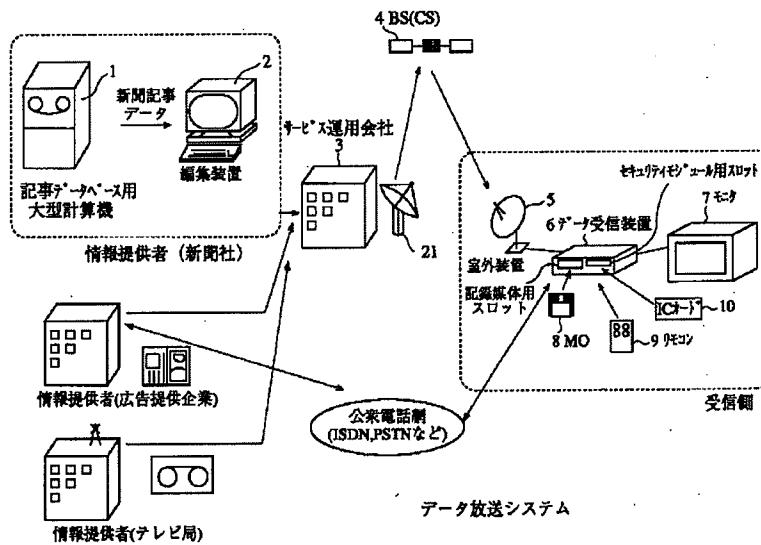 4 BS(CS)
1
2
新聞記事
データ
サービス運用会社
3
編集装置
記事データベース用
大型計算機
情報提供者(新聞社)
21
セキュリティモジュール用スロット
5
6 データ受信装置
7 モニタ
室外装置
記録媒体用
スロット
ICカード
10
8 MO
9 リモコン
受信側
情報提供者(広告提供企業)
公衆電話網
(ISDN,PSTNなど)
情報提供者(テレビ局)
データ放送システム